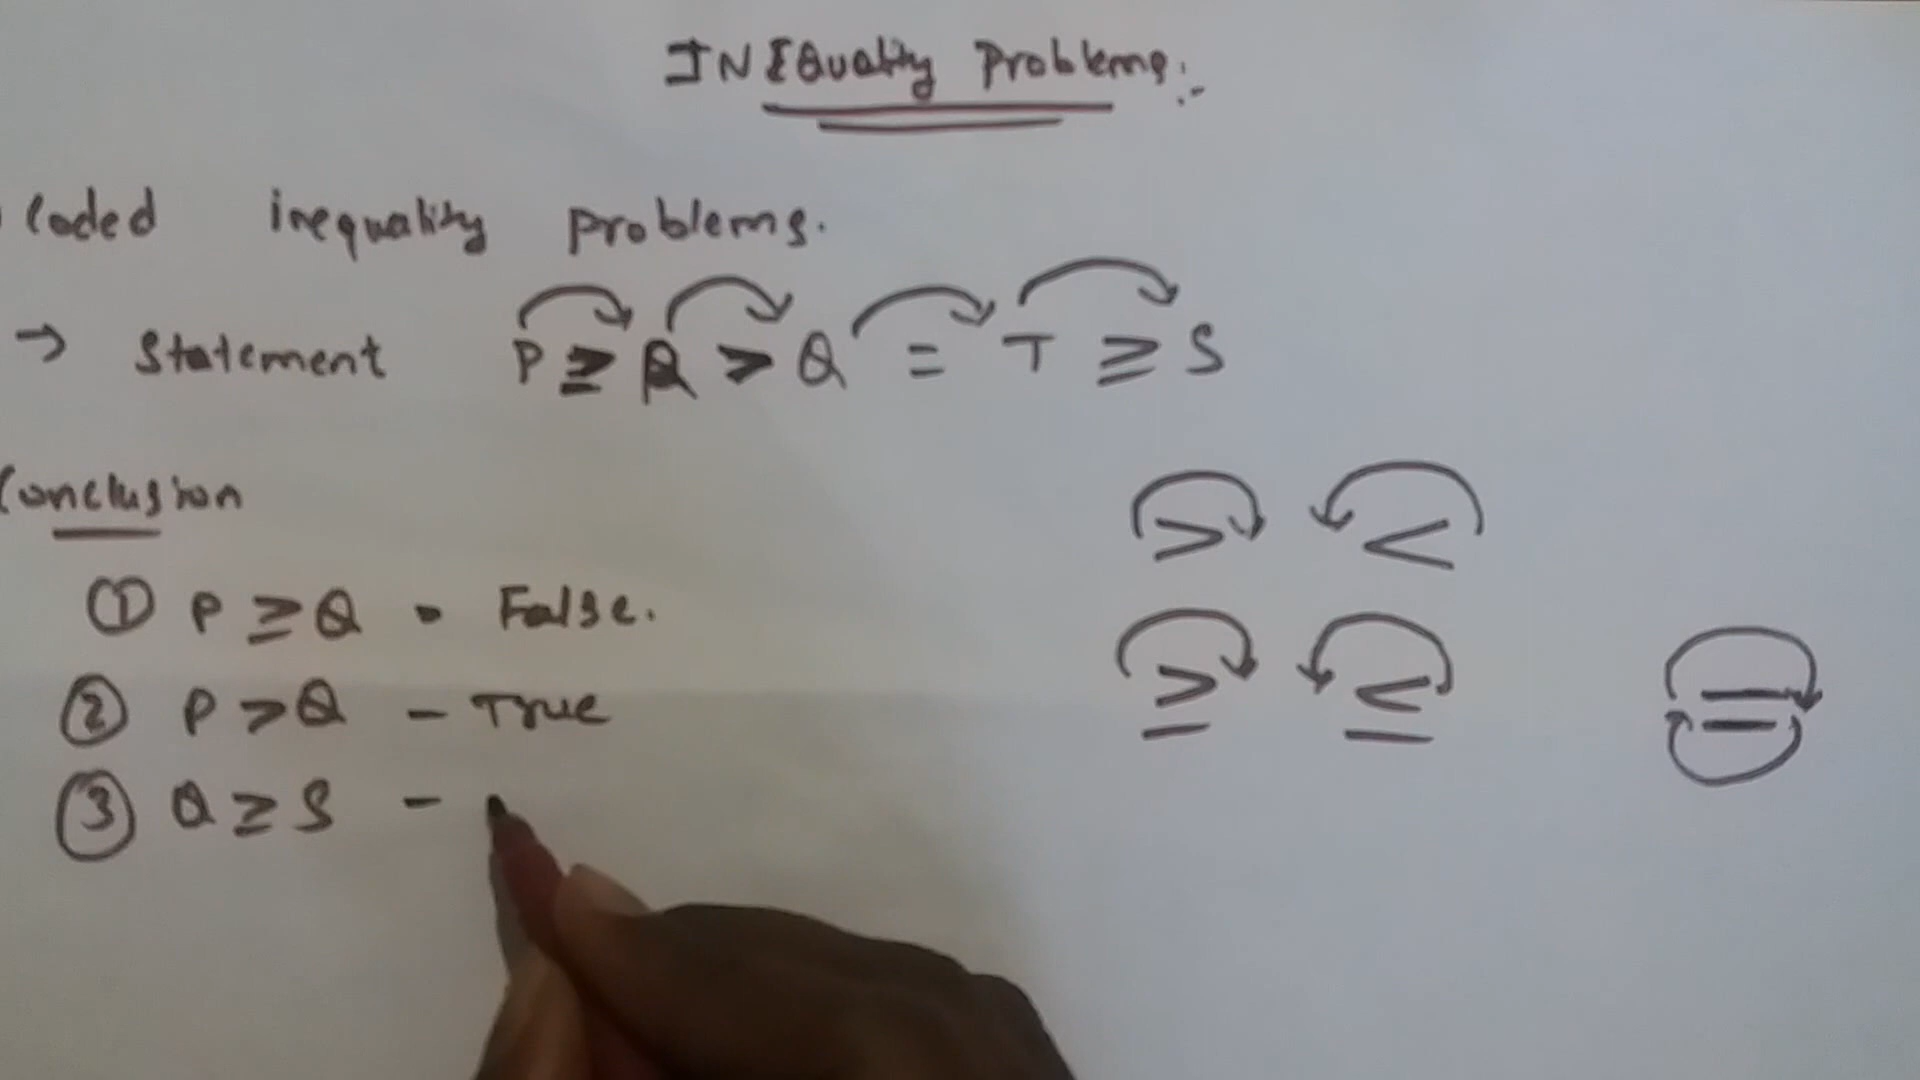 INEQuality Problems:-
Coded inequality problems.
→ Statement P ≥ R > Q = T ≥ S
Conclusion
① P ≥ Q - False.
② P > Q - True
③ Q ≥ S -
> <
≥ ≤ =